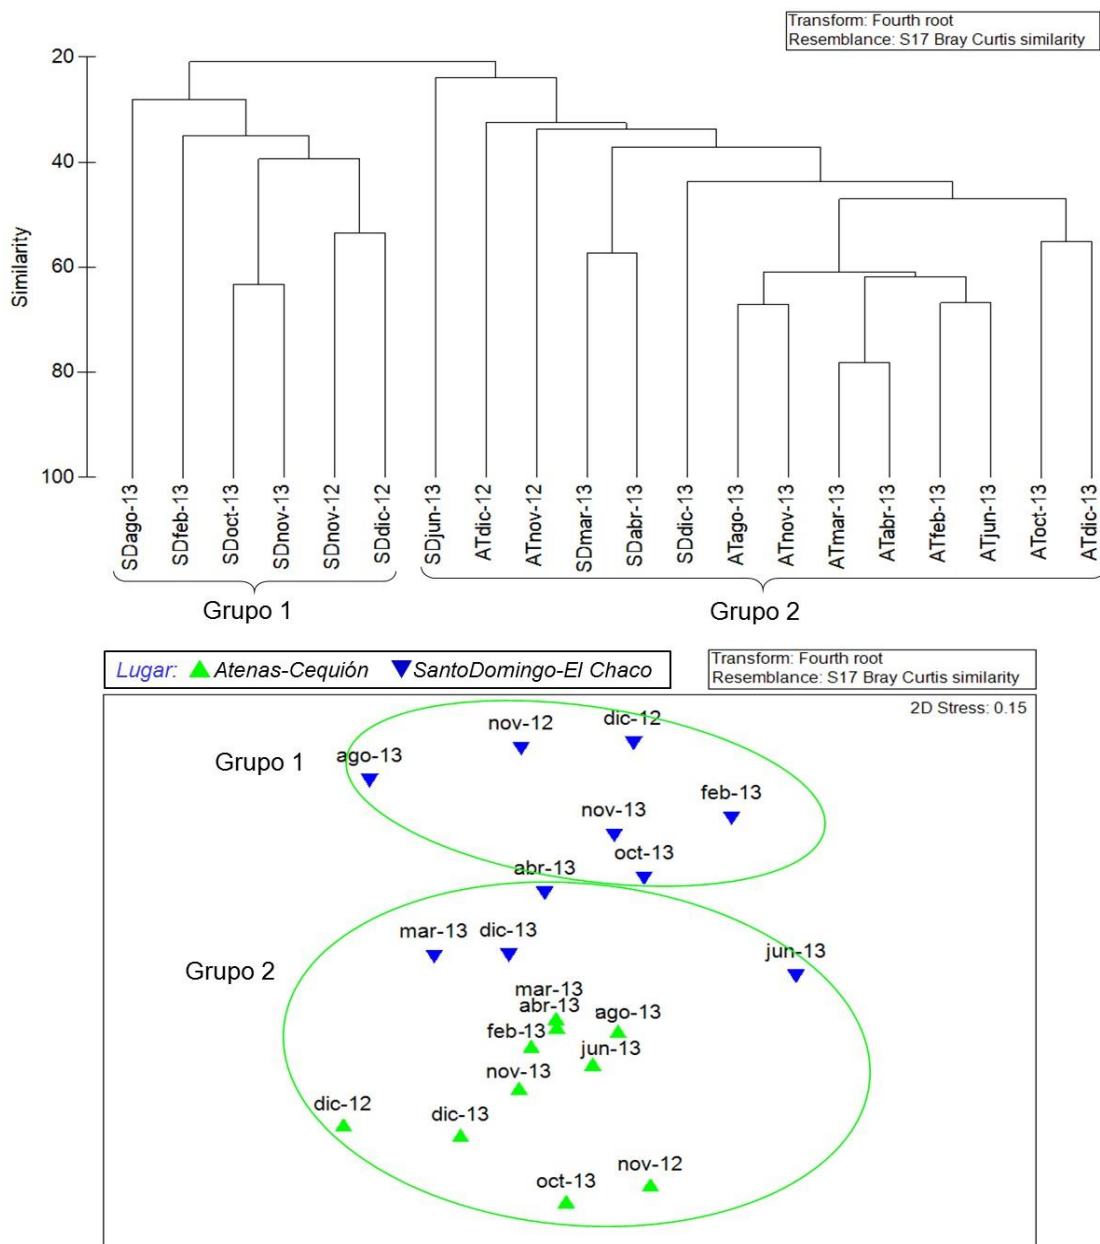 Transform: Fourth root
Resemblance: S17 Bray Curtis similarity
20
40
60
80
100
Similarity
SDago-13
SDfeb-13
SDoct-13
SDnov-13
SDnov-12
SDdic-12
SDjun-13
ATdic-12
ATnov-12
SDmar-13
SDabr-13
SDdic-13
ATago-13
ATnov-13
ATmar-13
ATabr-13
ATfeb-13
ATjun-13
AToct-13
ATdic-13
Grupo 1
Grupo 2
Lugar: Atenas-Cequión SantoDomingo-El Chaco
Transform: Fourth root
Resemblance: S17 Bray Curtis similarity
2D Stress: 0.15
nov-12
dic-12
ago-13
Grupo 1
feb-13
nov-13
oct-13
abr-13
mar-13
dic-13
jun-13
Grupo 2
mar-13
abr-13
ago-13
feb-13
jun-13
nov-13
dic-12
dic-13
nov-12
oct-13